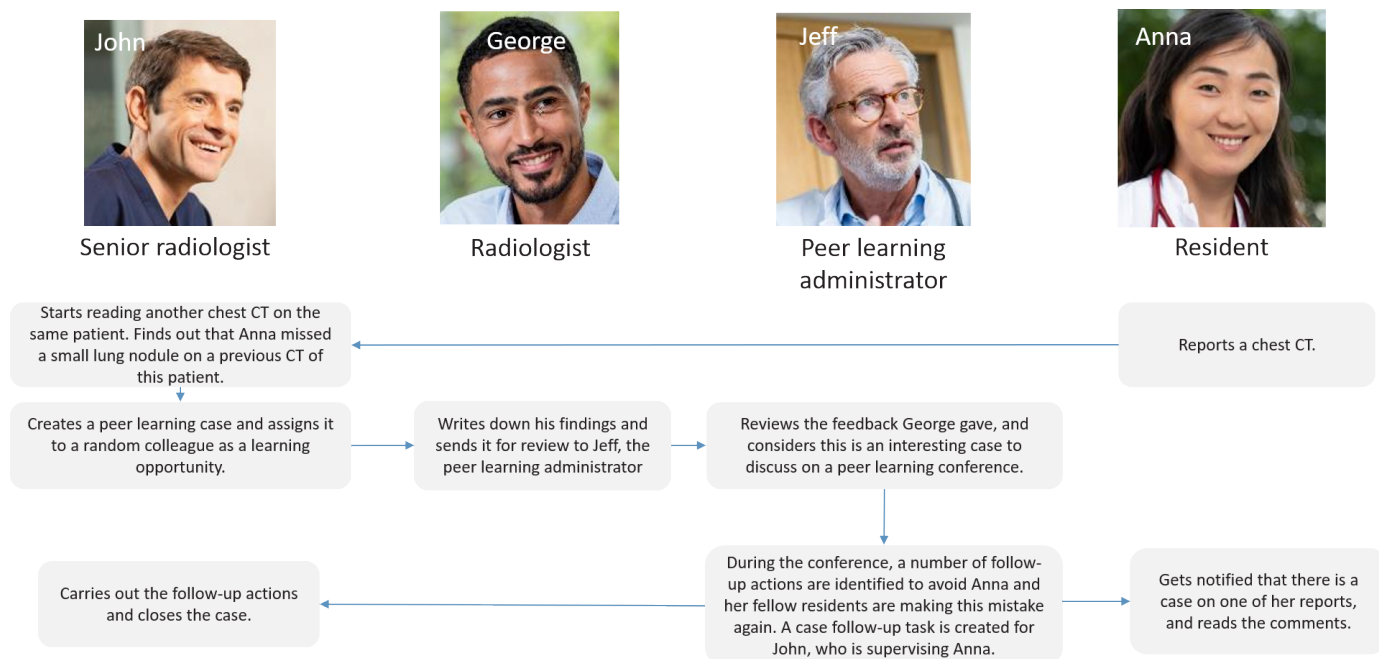 John
George
Jeff
Anna
Senior radiologist
Radiologist
Peer learning
administrator
Resident
Starts reading another chest CT on the
same patient. Finds out that Anna missed
a small lung nodule on a previous CT of
this patient.
Reports a chest CT.
Creates a peer learning case and assigns it
to a random colleague as a learning
opportunity.
Writes down his findings and
sends it for review to Jeff, the
peer learning administrator
Reviews the feedback George gave, and
considers this is an interesting case to
discuss on a peer learning conference.
Carries out the follow-up actions
and closes the case.
During the conference, a number of follow-
up actions are identified to avoid Anna and
her fellow residents are making this mistake
again. A case follow-up task is created for
John, who is supervising Anna.
Gets notified that there is a
case on one of her reports,
and reads the comments.